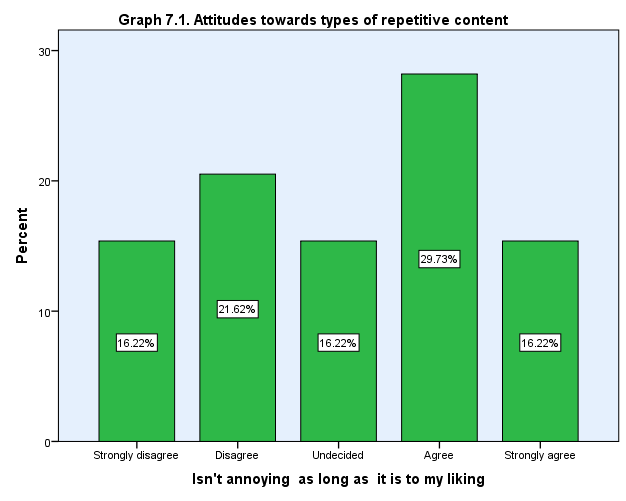 Graph 7.1. Attitudes towards types of repetitive content
30
20
10
0
Percent
16.22%
21.62%
16.22%
29.73%
16.22%
Strongly disagree
Disagree
Undecided
Agree
Strongly agree
Isn't annoying  as long as  it is to my liking